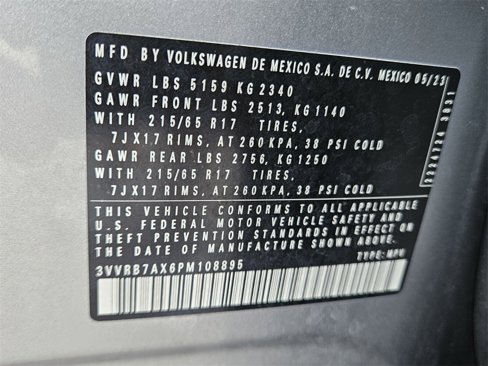 MFD BY VOLKSWAGEN DE MEXICO S.A. DE C.V. MEXICO 05/23
GVWR LBS 5159 KG 2340
GAWR FRONT LBS 2513, KG 1140
WITH 215/65 R17 TIRES,
7JX17 RIMS, AT 260 KPA, 38 PSI COLD
GAWR REAR LBS 2756, KG 1250
WITH 215/65 R17 TIRES,
7JX17 RIMS, AT 260 KPA, 38 PSI COLD
THIS VEHICLE CONFORMS TO ALL APPLICABLE
U.S. FEDERAL MOTOR VEHICLE SAFETY AND
THEFT PREVENTION STANDARDS IN EFFECT ON
THE DATE OF MANUFACTURE SHOWN ABOVE.
3VVRB7AX6PM108895
TYPE: MPV